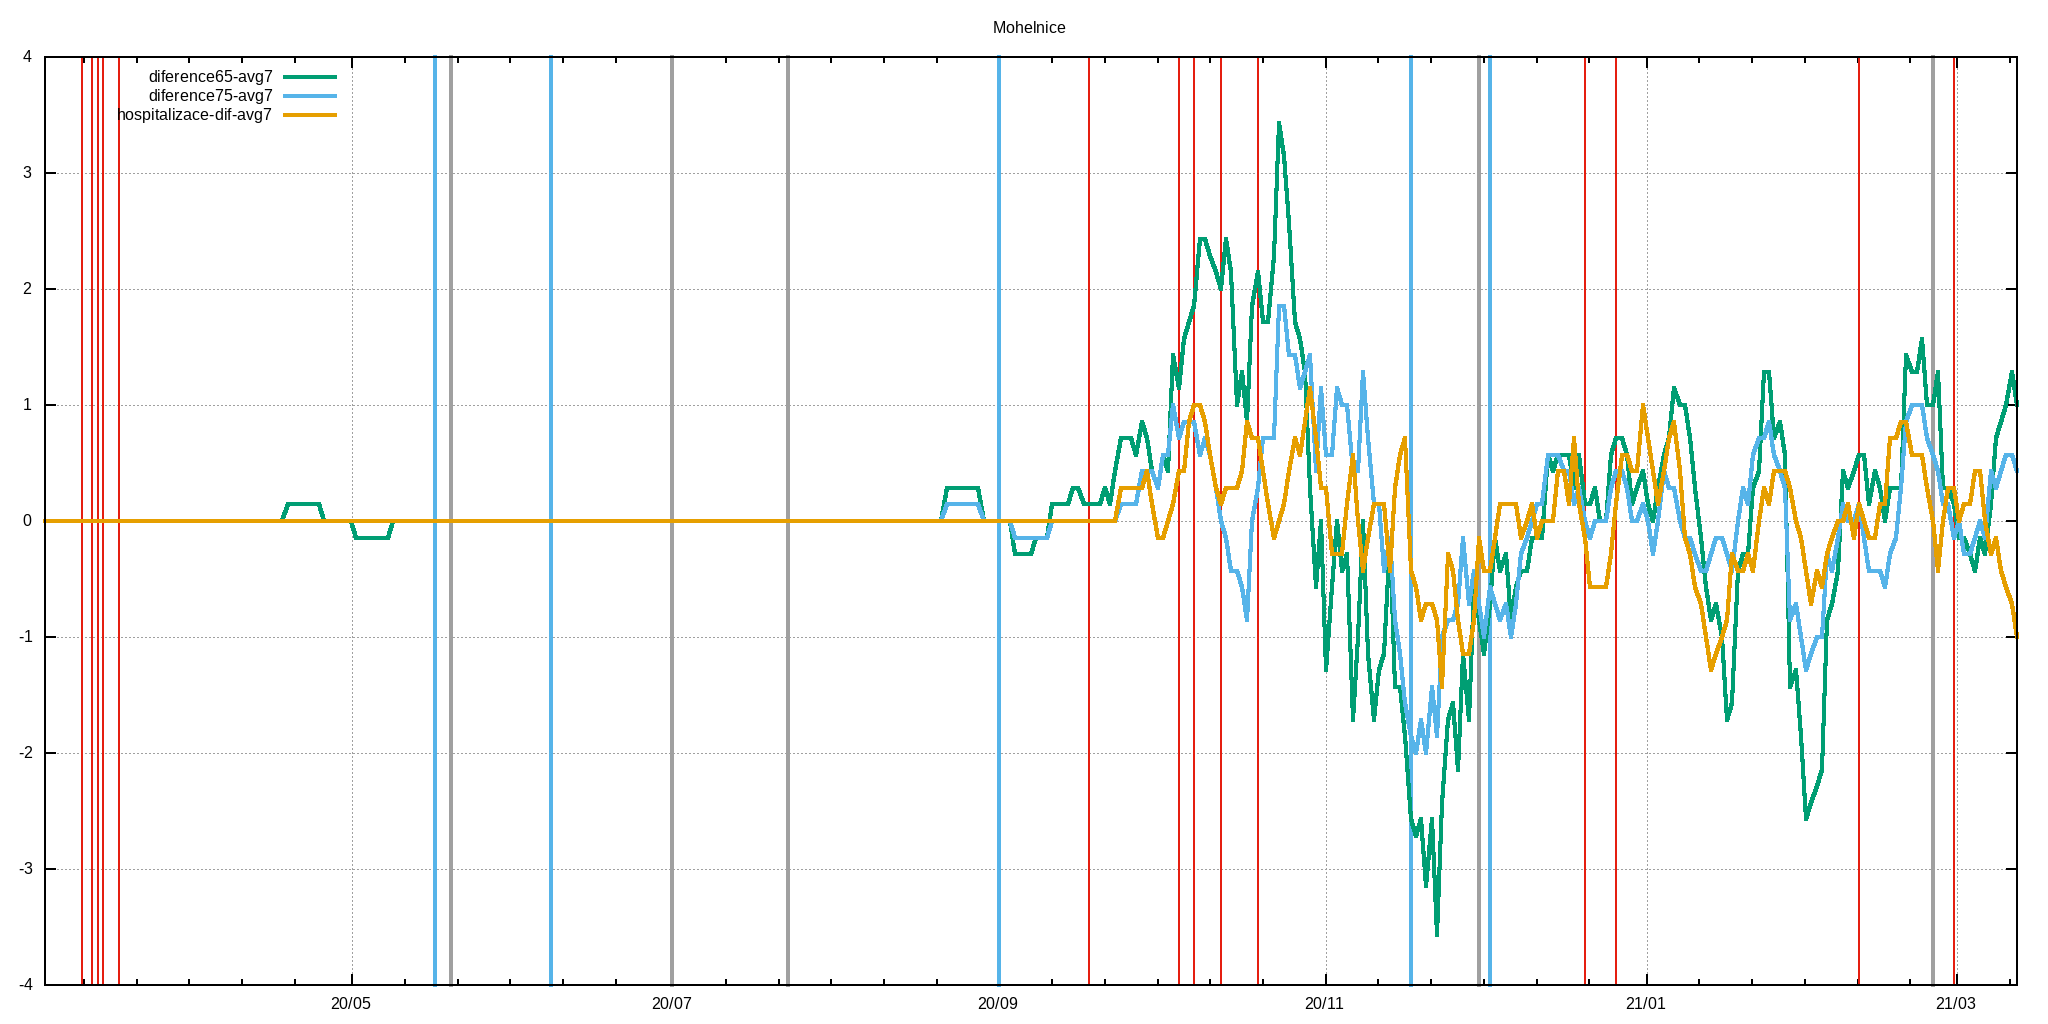 Mohelnice
diference65-avg7
diference75-avg7
hospitalizace-dif-avg7
4
3
2
1
0
-1
-2
-3
-4
20/05 20/07 20/09 20/11 21/01 21/03